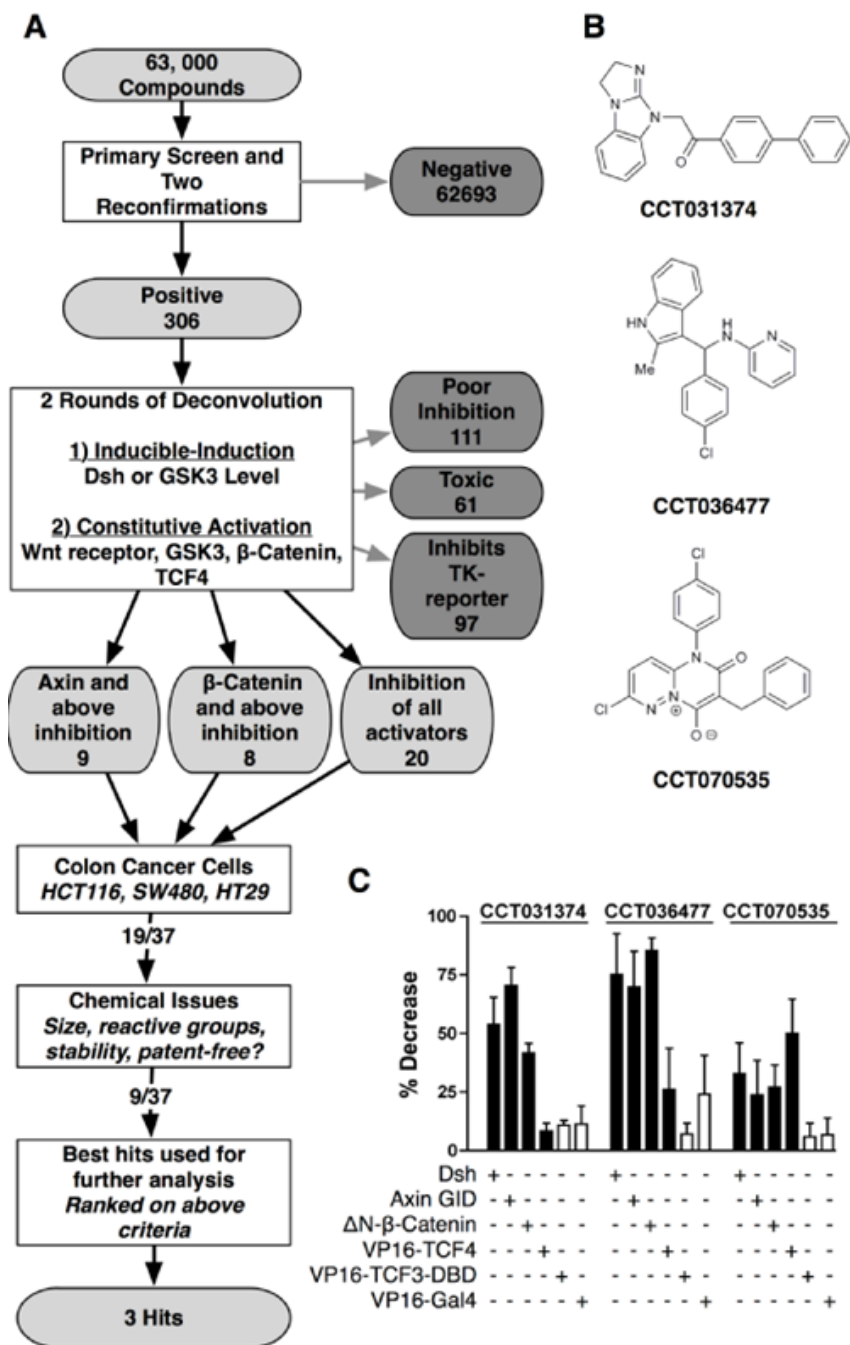 A
63, 000
Compounds
Primary Screen and
Two
Reconfirmations
Negative
62693
Positive
306
2 Rounds of Deconvolution
1) Inducible-Induction
Dsh or GSK3 Level
2) Constitutive Activation
Wnt receptor, GSK3, β-Catenin,
TCF4
Poor
Inhibition
111
Toxic
61
Inhibits
TK-
reporter
97
Axin and
above
inhibition
9
β-Catenin
and above
inhibition
8
Inhibition
of all
activators
20
Colon Cancer Cells
HCT116, SW480, HT29
19/37
Chemical Issues
Size, reactive groups,
stability, patent-free?
9/37
Best hits used for
further analysis
Ranked on above
criteria
3 Hits
B
N
N
N
O
CCT031374
HN
Me
H
N
N
Cl
CCT036477
Cl
N
O
Cl
N
N
⊕
O
⊖
CCT070535
C
CCT031374 CCT036477 CCT070535
% Decrease
100
75
50
25
0
Dsh + - - - - - + - - - - - + - - - - -
Axin GID - + - - - - - + - - - - - + - - - -
ΔN-β-Catenin - - + - - - - - + - - - - - + - - -
VP16-TCF4 - - - + - - - - - + - - - - - + - -
VP16-TCF3-DBD - - - - + - - - - - + - - - - - + -
VP16-Gal4 - - - - - + - - - - - + - - - - - +